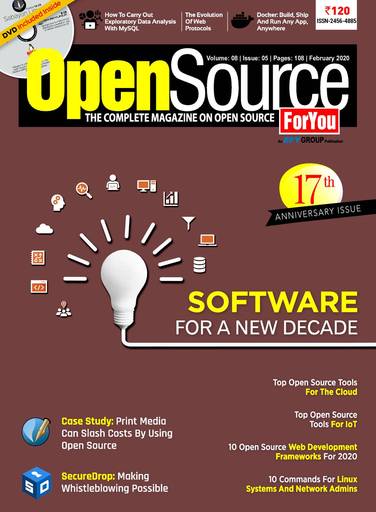 DVD Included Inside
How To Carry Out
Exploratory Data Analysis
With MySQL
The Evolution
Of Web
Protocols
Docker: Build, Ship
And Run Any App,
Anywhere
₹120
ISSN-2456-4885
Volume: 08 | Issue: 05 | Pages: 108 | February 2020
OpenSource
THE COMPLETE MAGAZINE ON OPEN SOURCE
ForYou
An EFY GROUP Publication
17th
ANNIVERSARY ISSUE
SOFTWARE
FOR A NEW DECADE
Top Open Source Tools
For The Cloud
Top Open Source
Tools For IoT
10 Open Source Web Development
Frameworks For 2020
10 Commands For Linux
Systems And Network Admins
Case Study: Print Media
Can Slash Costs By Using
Open Source
SecureDrop: Making
Whistleblowing Possible